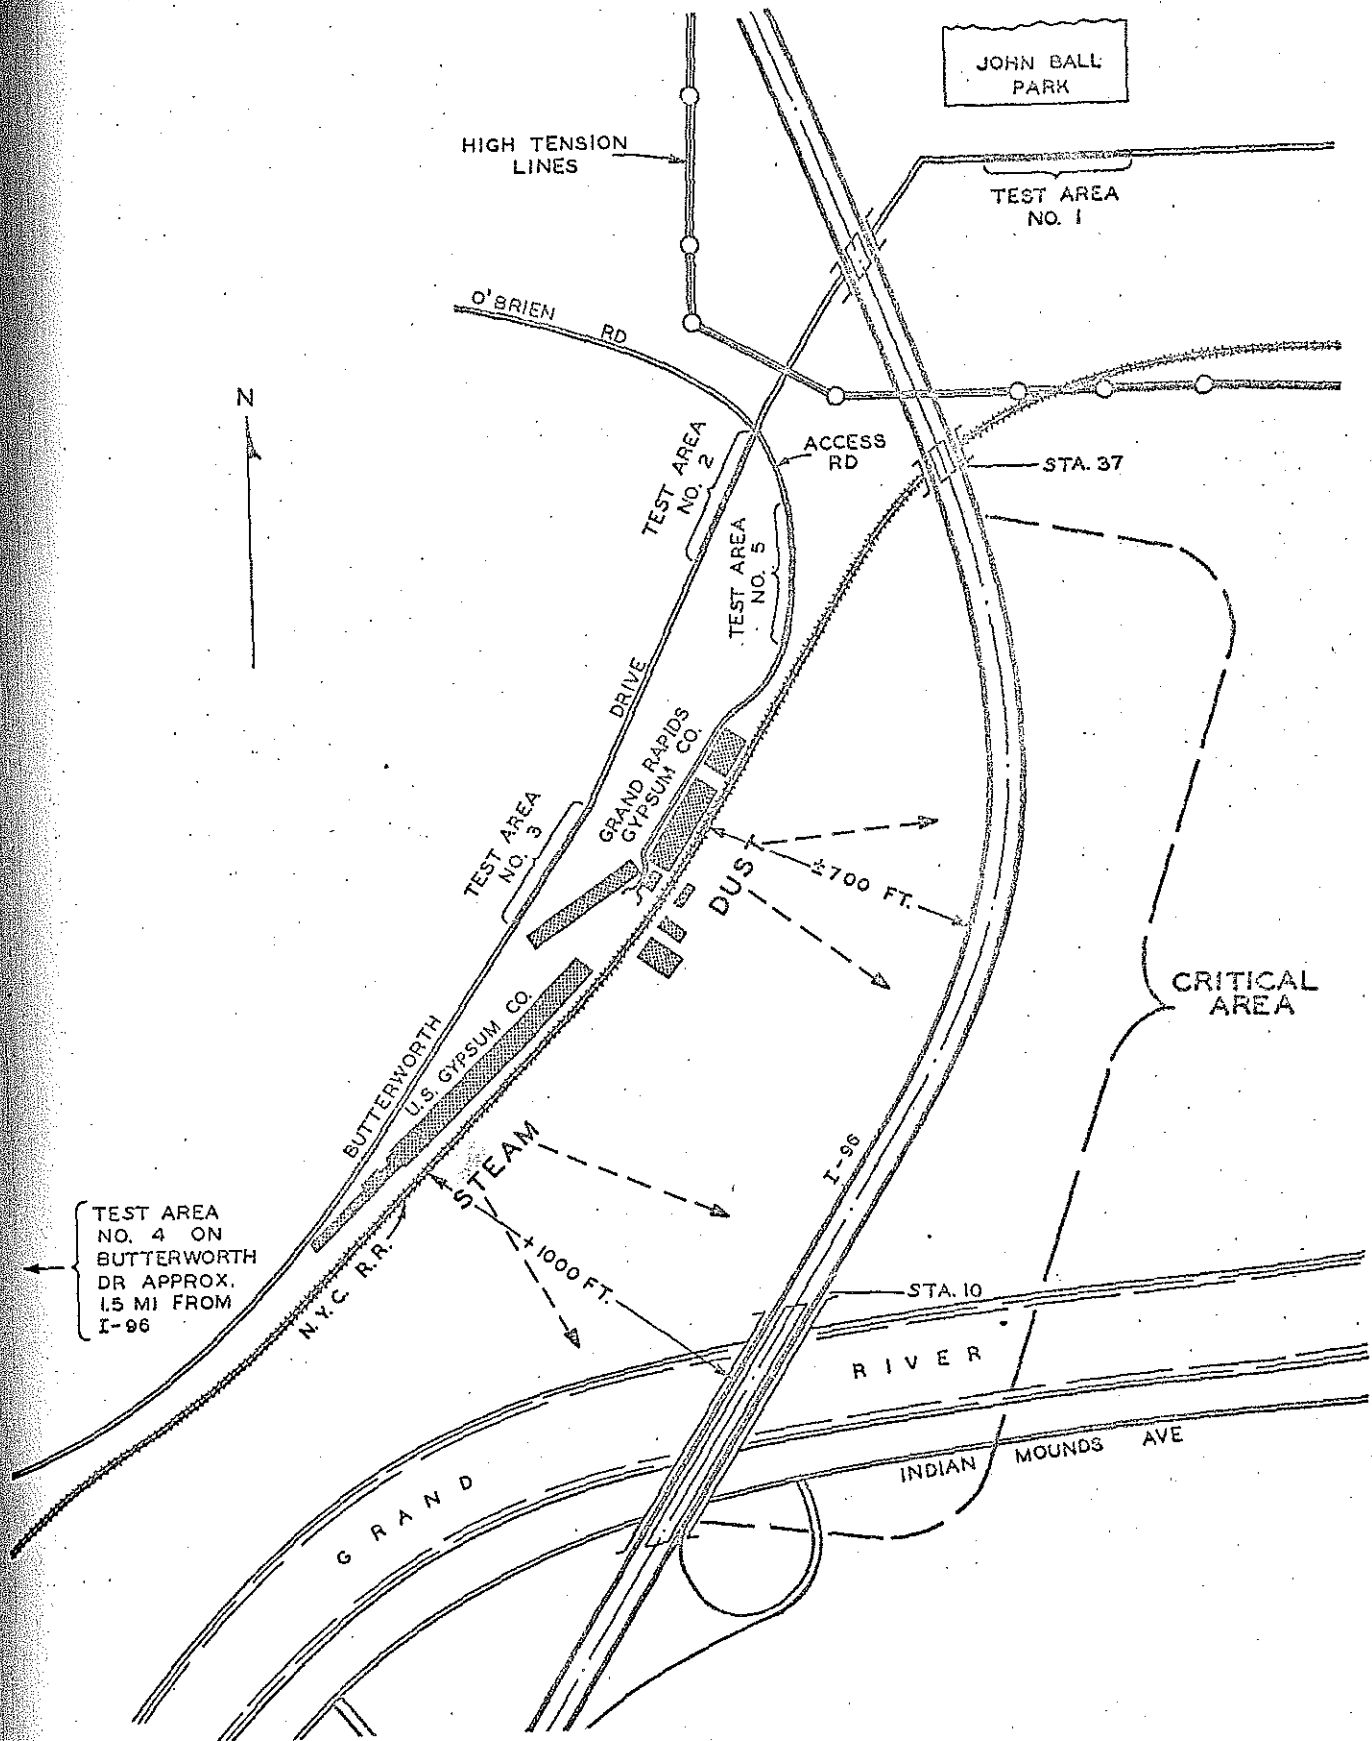 JOHN BALL
PARK
HIGH TENSION
LINES
TEST AREA
NO. 1
O'BRIEN RD
N
ACCESS
RD
STA. 37
TEST AREA
NO. 2
TEST AREA
NO. 5
DRIVE
GRAND RAPIDS
GYPSUM CO.
TEST AREA
NO. 3
DUST
±700 FT.
CRITICAL
AREA
BUTTERWORTH
U.S. GYPSUM CO.
STEAM
I-96
TEST AREA
NO. 4 ON
BUTTERWORTH
DR APPROX.
1.5 MI FROM
I-96
N.Y.C. R.R.
+1000 FT.
STA. 10
RIVER
GRAND
INDIAN MOUNDS AVE